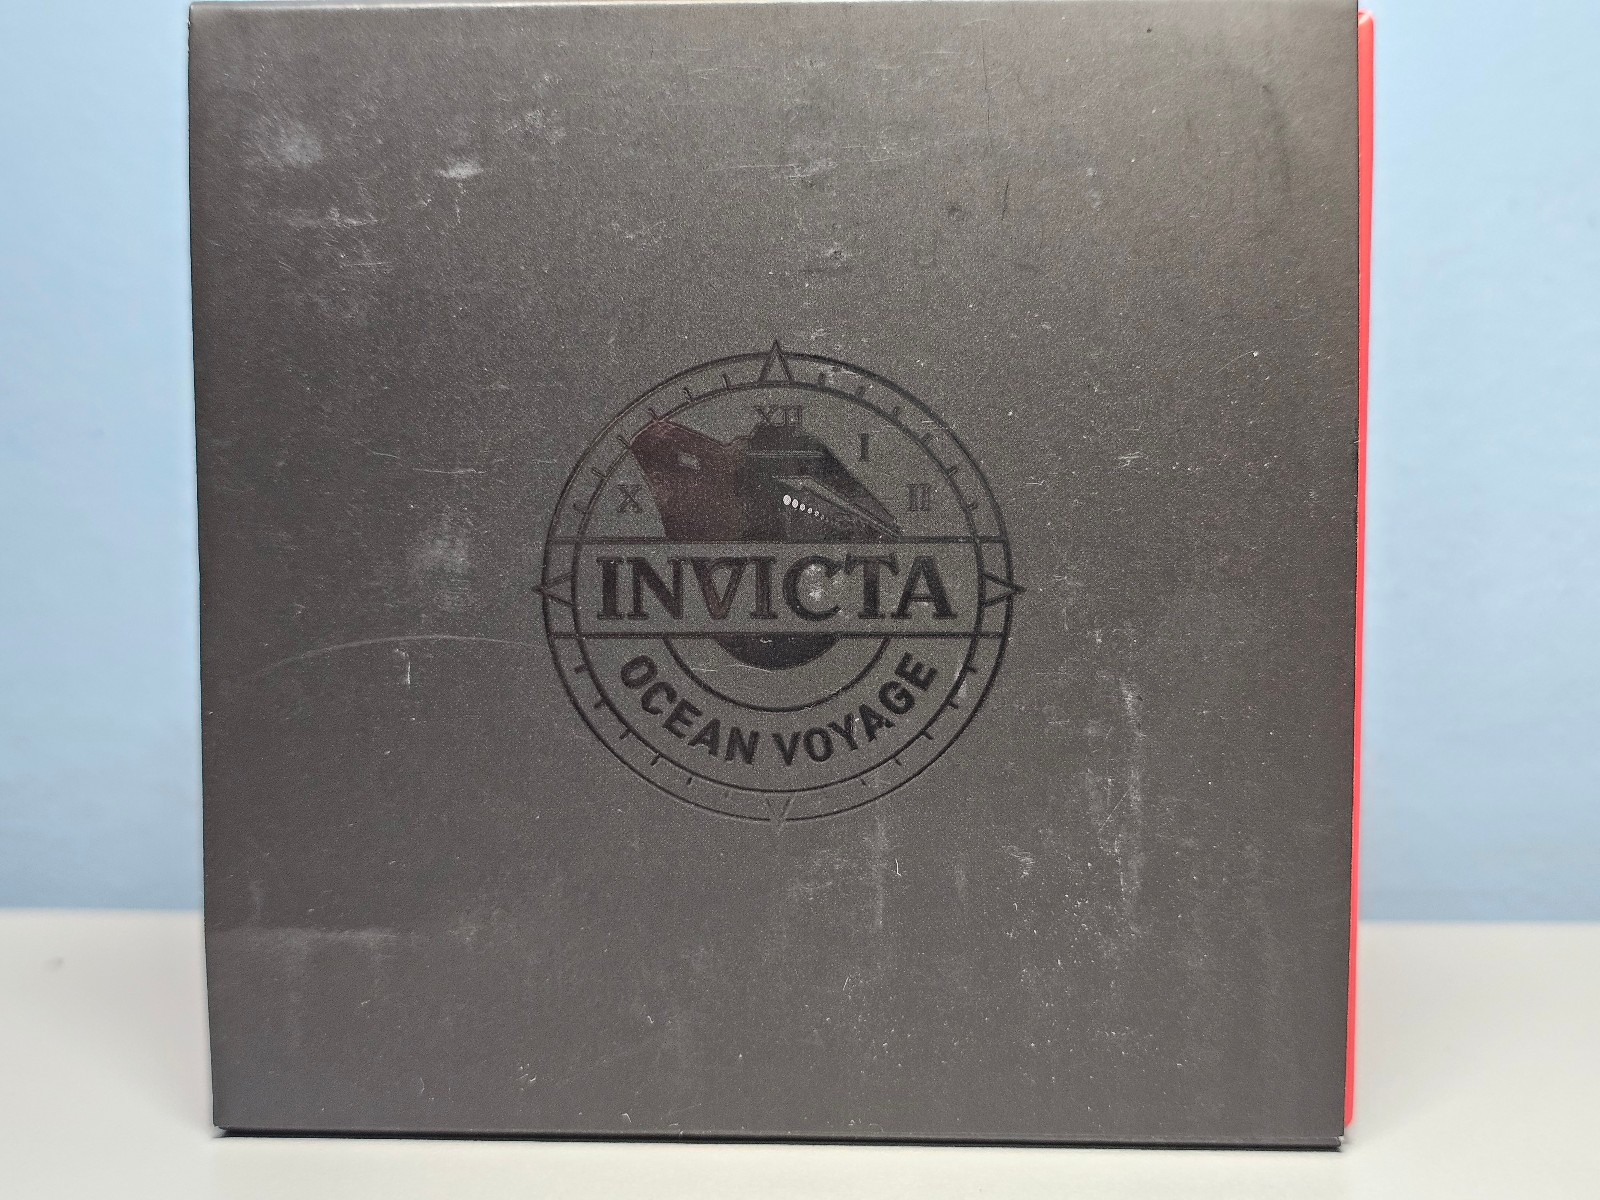 XII
I
X
II
INVICTA
OCEAN VOYAGE